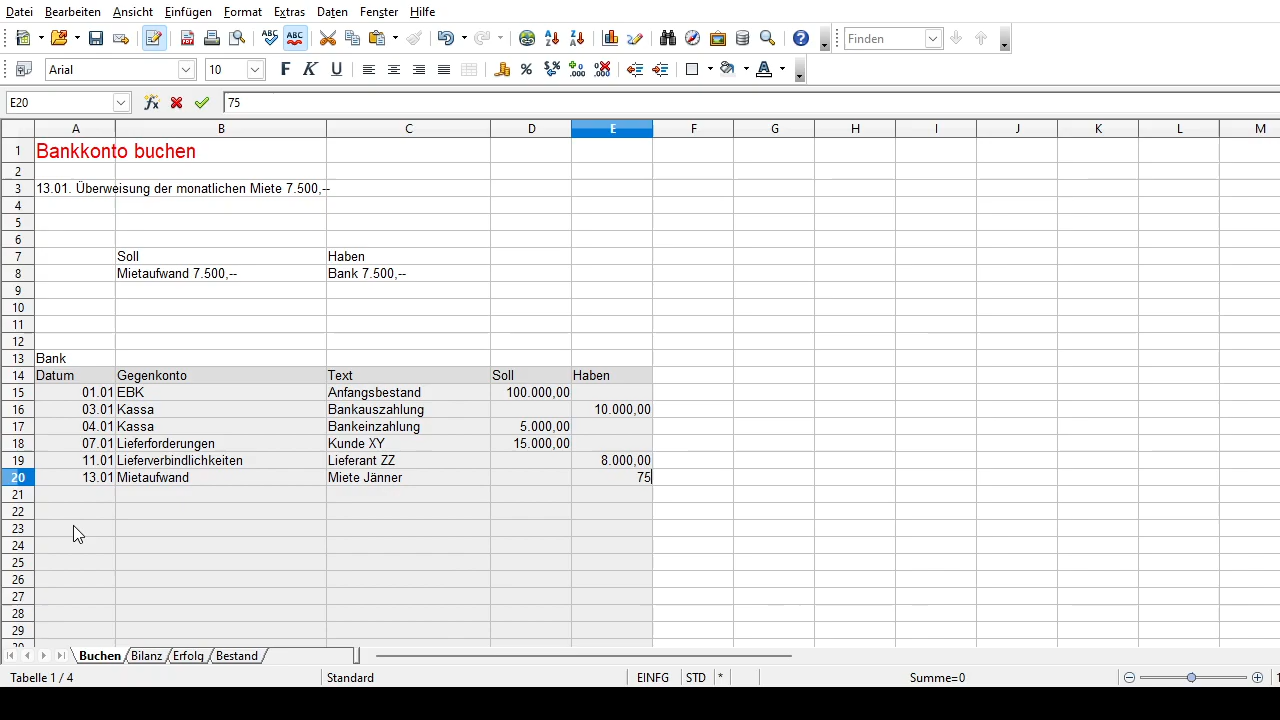 Datei Bearbeiten Ansicht Einfügen Format Extras Daten Fenster Hilfe
Finden
Arial 10 F K U
E20 75
A B C D E F G H I J K L M
1 Bankkonto buchen
2
3 13.01. Überweisung der monatlichen Miete 7.500,--
4
5
6
7 Soll Haben
8 Mietaufwand 7.500,-- Bank 7.500,--
9
10
11
12
13 Bank
14 Datum Gegenkonto Text Soll Haben
15 01.01 EBK Anfangsbestand 100.000,00
16 03.01 Kassa Bankauszahlung 10.000,00
17 04.01 Kassa Bankeinzahlung 5.000,00
18 07.01 Lieferforderungen Kunde XY 15.000,00
19 11.01 Lieferverbindlichkeiten Lieferant ZZ 8.000,00
20 13.01 Mietaufwand Miete Jänner 75
21
22
23
24
25
26
27
28
29
Buchen Bilanz Erfolg Bestand
Tabelle 1 / 4 Standard EINFG STD * Summe=0